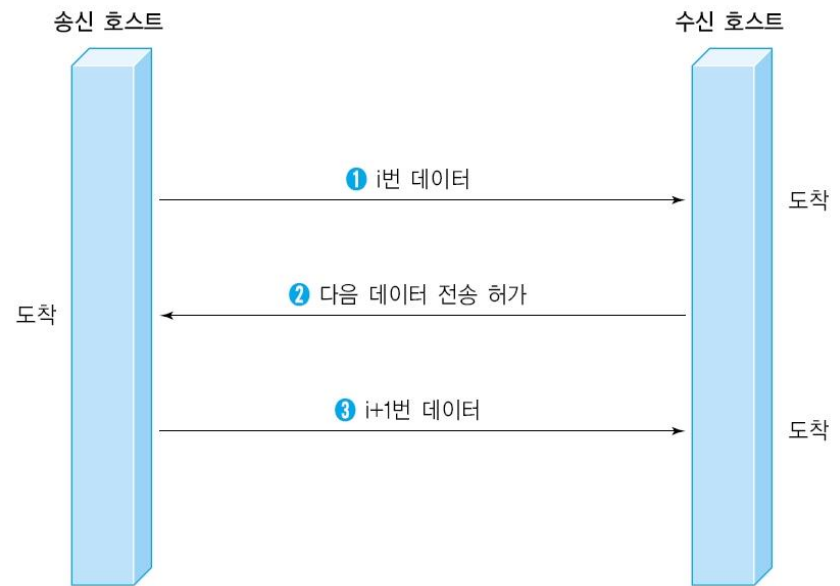 송신 호스트
수신 호스트
❶ i번 데이터
도착
❷ 다음 데이터 전송 허가
도착
❸ i+1번 데이터
도착